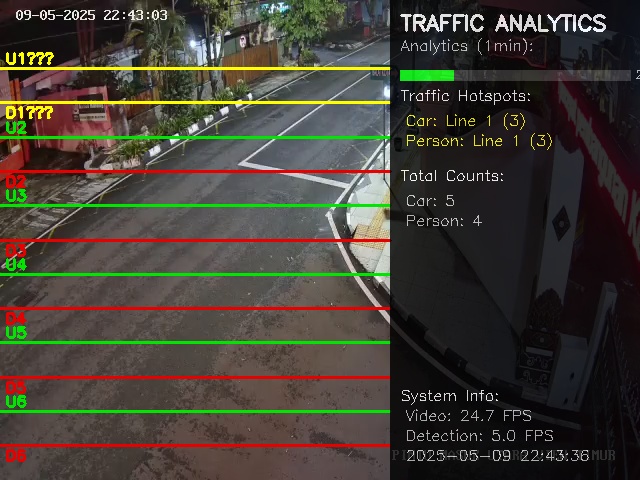 09-05-2025 22:43:03
TRAFFIC ANALYTICS
Analytics (1min):
U1???
D1???
U2
D2
U3
D3
U4
D4
U5
D5
U6
D6
Traffic Hotspots:
Car: Line 1 (3)
Person: Line 1 (3)
Total Counts:
Car: 5
Person: 4
System Info:
Video: 24.7 FPS
Detection: 5.0 FPS
2025-05-09 22:43:36